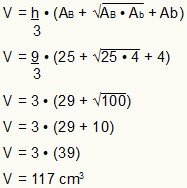 V = h/3 • (AB + √AB • Ab + Ab)
V = 9/3 • (25 + √25 • 4 + 4)
V = 3 • (29 + √100)
V = 3 • (29 + 10)
V = 3 • (39)
V = 117 cm³